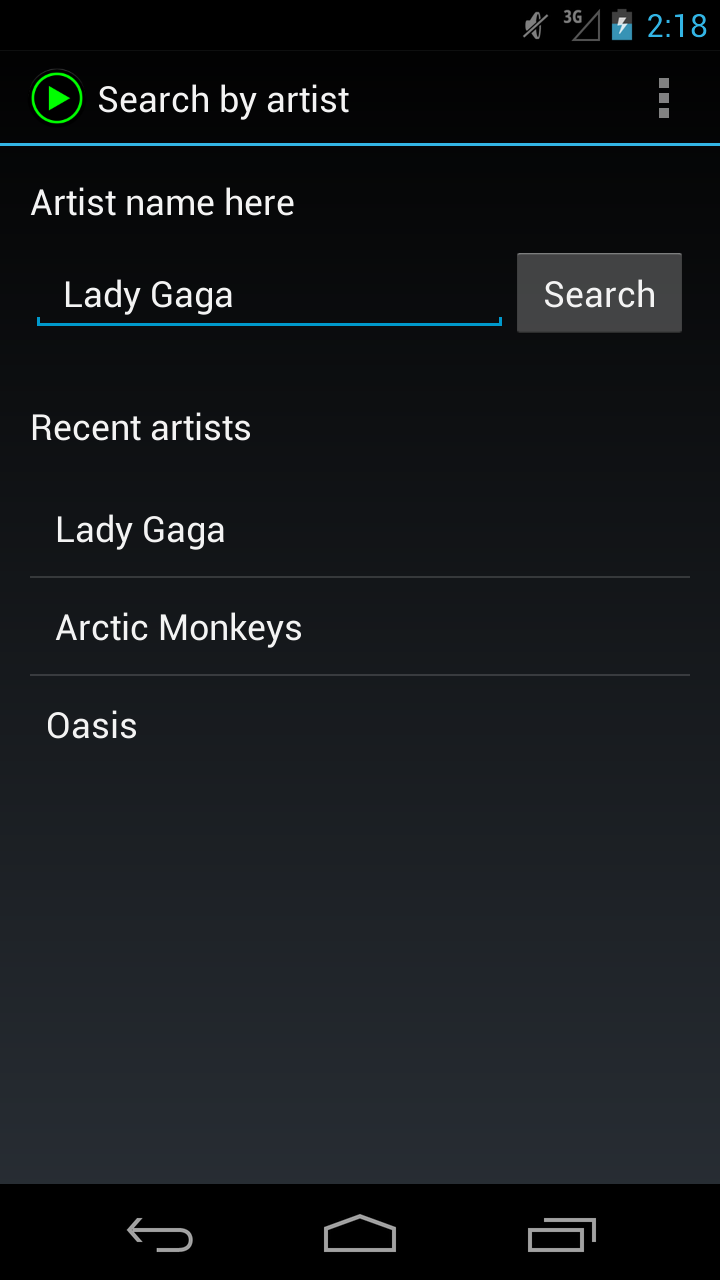 3G 2:18
Search by artist
Artist name here
Lady Gaga Search
Recent artists
Lady Gaga
Arctic Monkeys
Oasis